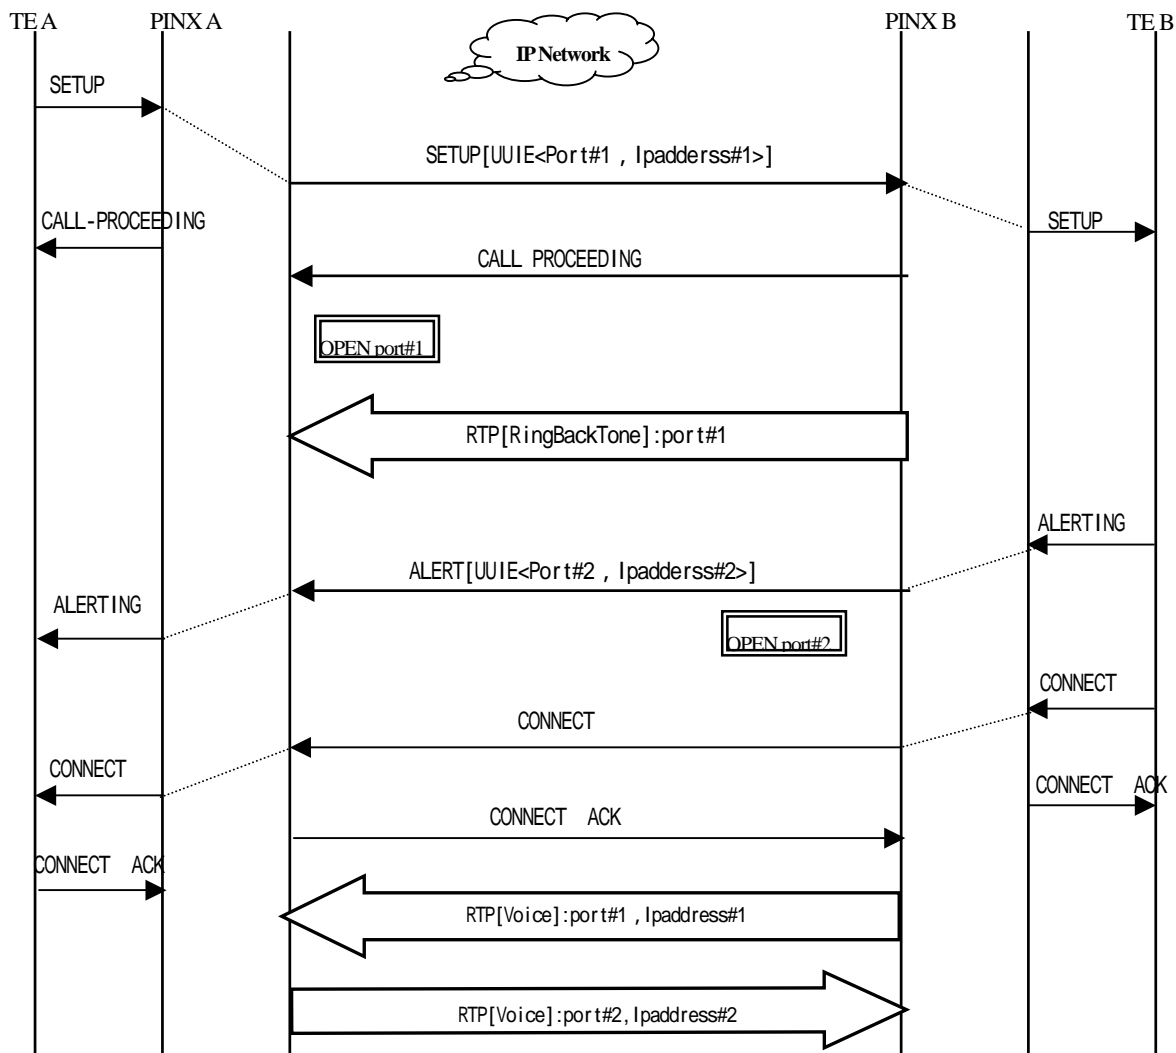 TE A PINX A PINX B TE B
IP Network
SETUP
SETUP[UUIE<Port#1 , Ipadderss#1>]
CALL-PROCEEDING
SETUP
CALL PROCEEDING
OPEN port#1
RTP[RingBackTone]:port#1
ALERTING
ALERT[UUIE<Port#2 , Ipadderss#2>]
ALERTING
OPEN port#2
CONNECT
CONNECT
CONNECT
CONNECT ACK
CONNECT ACK
CONNECT ACK
RTP[Voice]:port#1 , Ipaddress#1
RTP[Voice]:port#2, Ipaddress#2